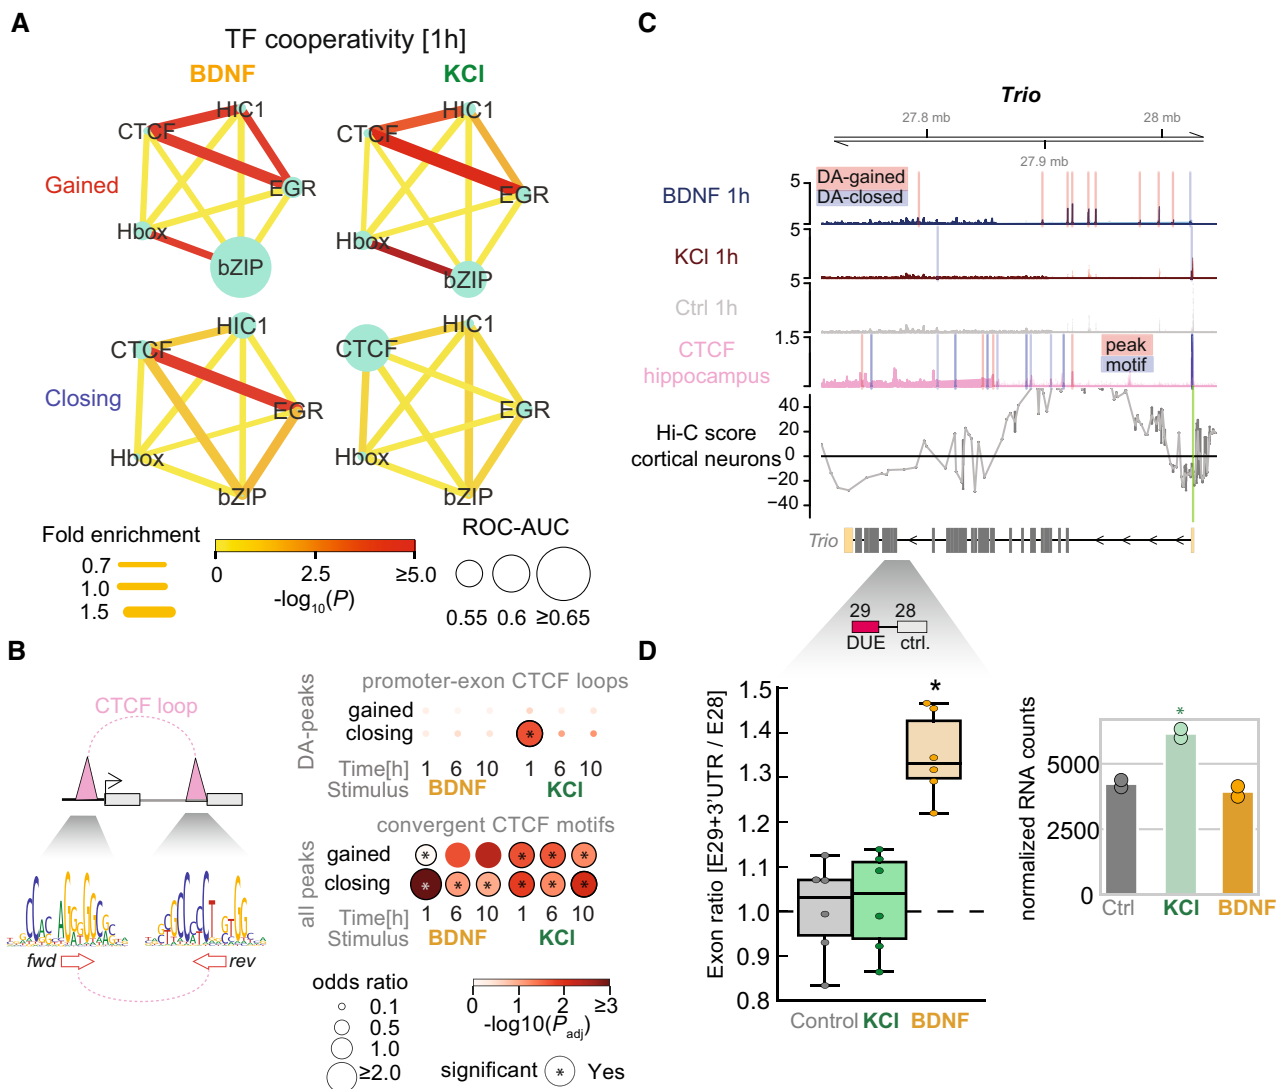 A
TF cooperativity [1h]
BDNF
KCl
HIC1
CTCF
EGR
Hbox
bZIP
HIC1
CTCF
EGR
Hbox
bZIP
Gained
HIC1
CTCF
EGR
Hbox
bZIP
HIC1
CTCF
EGR
Hbox
bZIP
Closing
Fold enrichment
0.7
1.0
1.5
0
2.5
≥5.0
-log10(P)
ROC-AUC
0.55
0.6
≥0.65
B
CTCF loop
fwd
rev
DA-peaks
promoter-exon CTCF loops
gained
closing
*
Time[h] 1 6 10 1 6 10
Stimulus BDNF KCl
all peaks
convergent CTCF motifs
gained * * * *
closing * * * * * *
Time[h] 1 6 10 1 6 10
Stimulus BDNF KCl
odds ratio
0.1
0.5
1.0
≥2.0
0 1 2 ≥3
-log10(Padj)
significant * Yes
C
Trio
27.8 mb
28 mb
27.9 mb
BDNF 1h
5
DA-gained
DA-closed
KCl 1h
5
Ctrl 1h
5
CTCF
hippocampus
1.5
peak
motif
Hi-C score
cortical neurons
40
20
0
−20
−40
Trio
29 28
DUE ctrl.
D
Exon ratio [E29+3'UTR / E28]
1.5
1.4
1.3
1.2
1.1
1.0
0.9
0.8
*
Control KCl BDNF
normalized RNA counts
5000
2500
0
*
Ctrl KCl BDNF